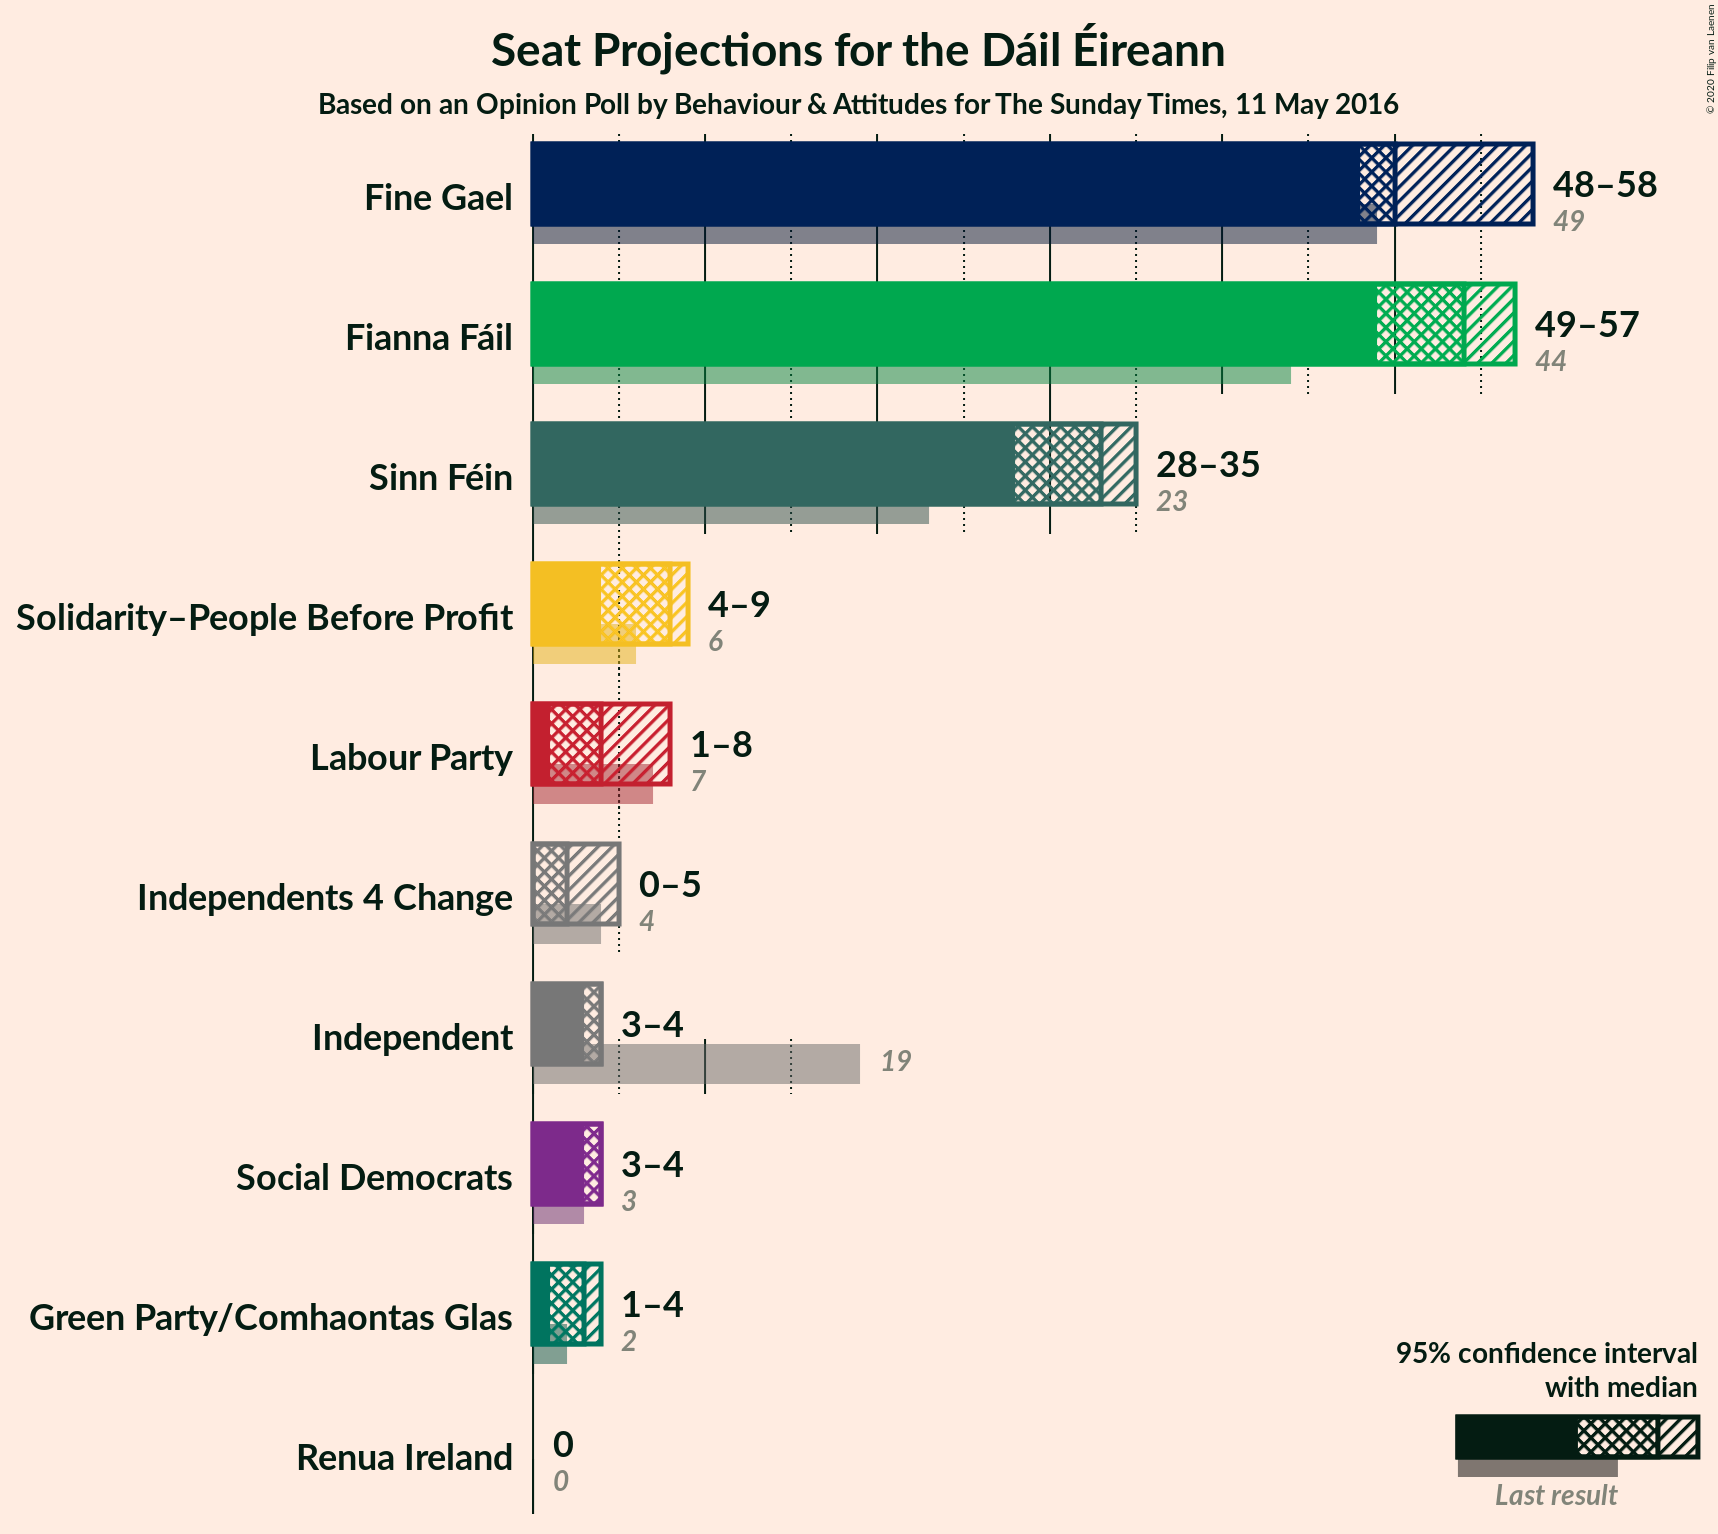 Seat Projections for the Dáil Éireann
Based on an Opinion Poll by Behaviour & Attitudes for The Sunday Times, 11 May 2016
© 2020 Filip van Laenen
Fine Gael
48–58
49
Fianna Fáil
49–57
44
Sinn Féin
28–35
23
Solidarity–People Before Profit
4–9
6
Labour Party
1–8
7
Independents 4 Change
0–5
4
Independent
3–4
19
Social Democrats
3–4
3
Green Party/Comhaontas Glas
1–4
2
Renua Ireland
0
0
95% confidence interval
with median
Last result